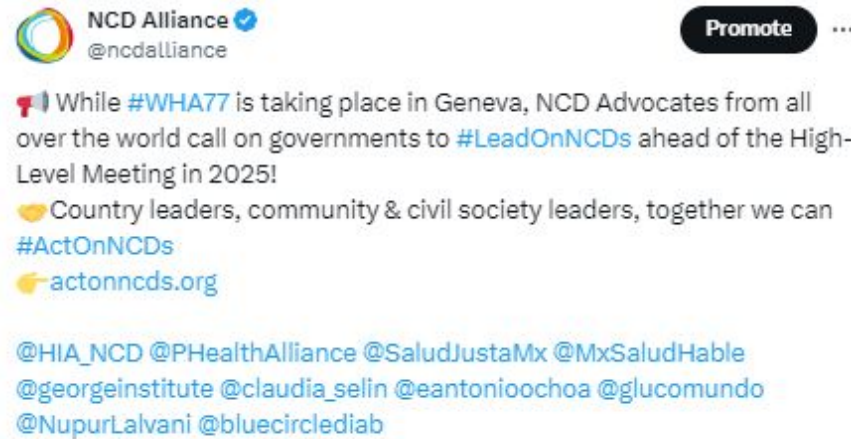 NCD Alliance
@ncdalliance
Promote
...
📢 While #WHA77 is taking place in Geneva, NCD Advocates from all
over the world call on governments to #LeadOnNCDs ahead of the High-
Level Meeting in 2025!
🤝Country leaders, community & civil society leaders, together we can
#ActOnNCDs
👉actonncds.org
@HIA_NCD @PHealthAlliance @SaludJustaMx @MxSaludHable
@georgeinstitute @claudia_selin @eantonioochoa @glucomundo
@NupurLalvani @bluecirclediab